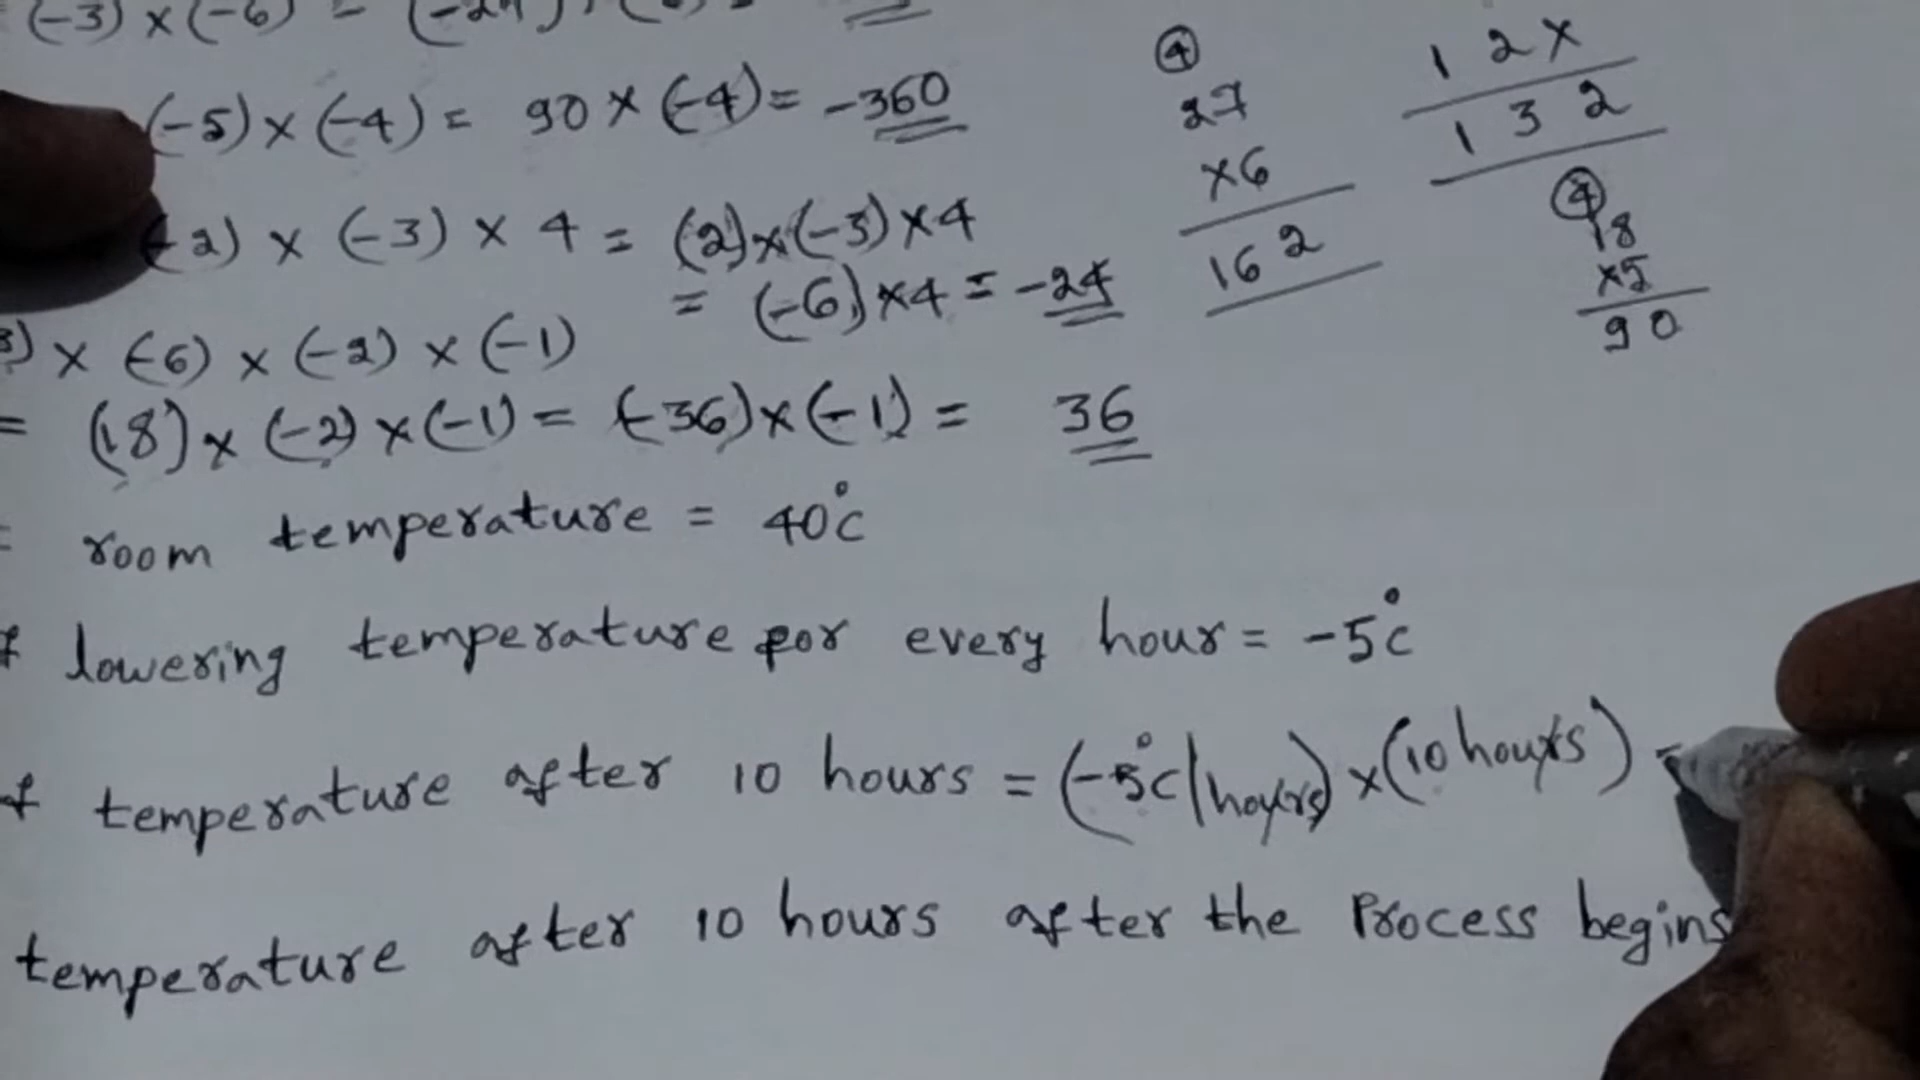 (-3) × (-6) =
(-5) × (-4) = 90 × (-4) = -360
-2) × (-3) × 4 = (2) × (-3) × 4
= (-6) × 4 = -24
3) × (-6) × (-2) × (-1)
= (18) × (-2) × (-1) = (-36) × (-1) = 36
= room temperature = 40°C
f lowering temperature for every hour = -5°C
f temperature after 10 hours = (-5°C/hours) × (10 hours) =
temperature after 10 hours after the Process begins
4
27
×6
162
12×
132
4
18
×5
90